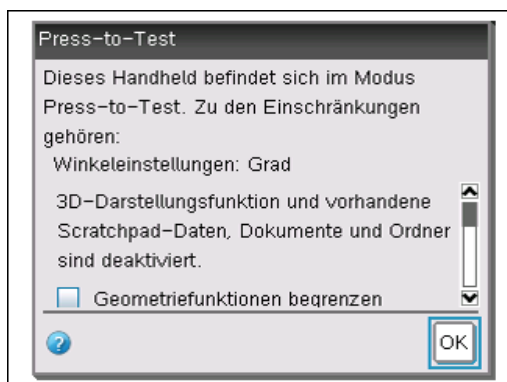 Press-to-Test
Dieses Handheld befindet sich im Modus
Press-to-Test. Zu den Einschränkungen
gehören:
Winkeleinstellungen: Grad
3D-Darstellungsfunktion und vorhandene
Scratchpad-Daten, Dokumente und Ordner
sind deaktiviert.
Geometriefunktionen begrenzen
OK